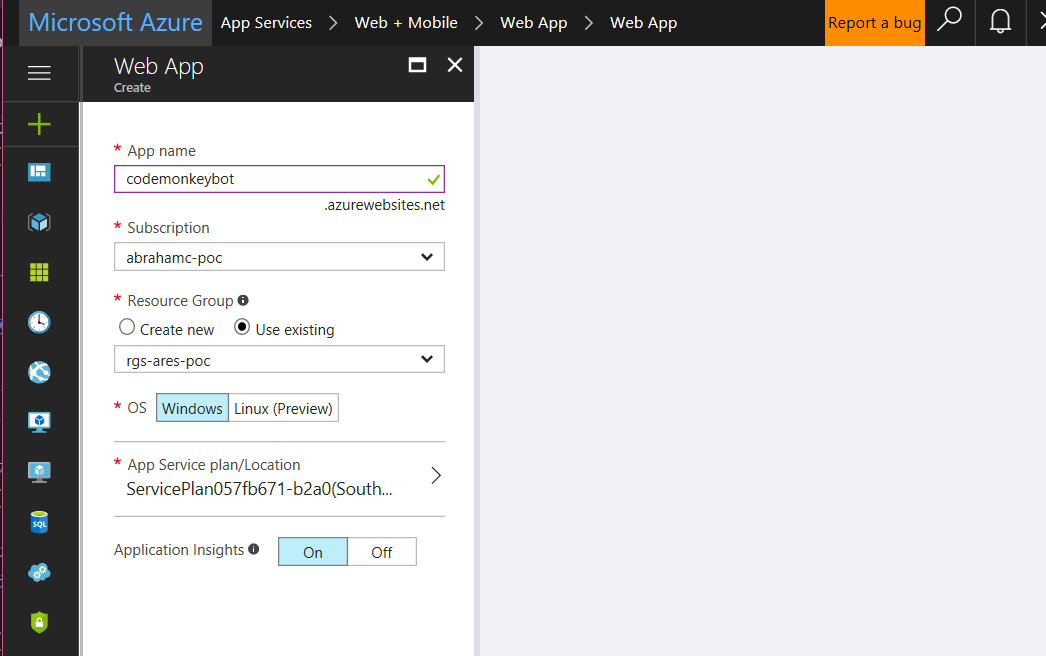 Microsoft Azure App Services Web + Mobile Web App Web App Report a bug
Web App
Create
* App name
codemonkeybot
.azurewebsites.net
* Subscription
abrahamc-poc
* Resource Group
Create new Use existing
rgs-ares-poc
* OS Windows Linux (Preview)
* App Service plan/Location
ServicePlan057fb671-b2a0(South...
Application Insights On Off
SQL